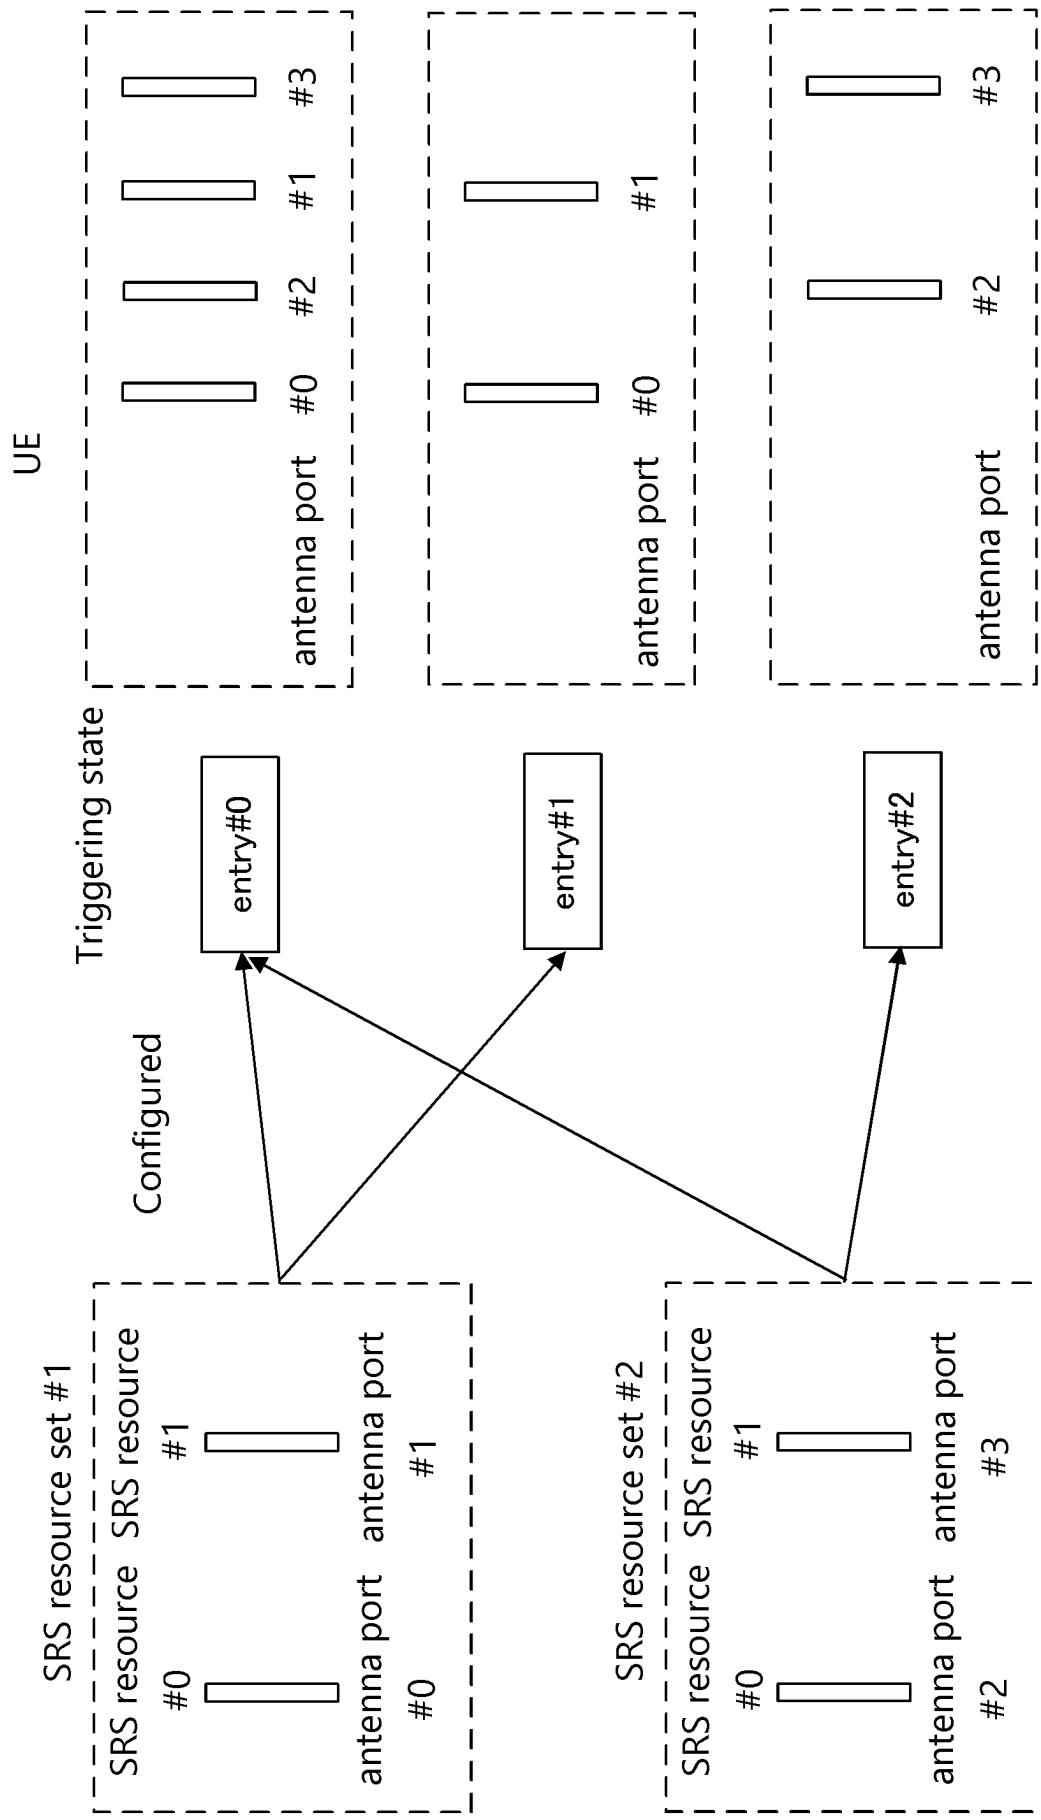 SRS resource set #1
SRS resource SRS resource
#0 #1
antenna port antenna port
#0 #1
SRS resource set #2
SRS resource SRS resource
#0 #1
antenna port antenna port
#2 #3
Configured
Triggering state
entry#0
entry#1
entry#2
UE
antenna port #0 #2 #1 #3
antenna port #0 #1
antenna port #2 #3